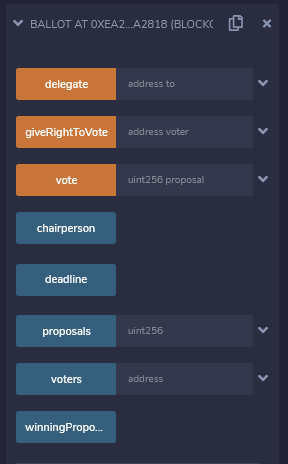 BALLOT AT 0XEA2...A2818 (BLOCKC
delegate address to
giveRightToVote address voter
vote uint256 proposal
chairperson
deadline
proposals uint256
voters address
winningPropo...